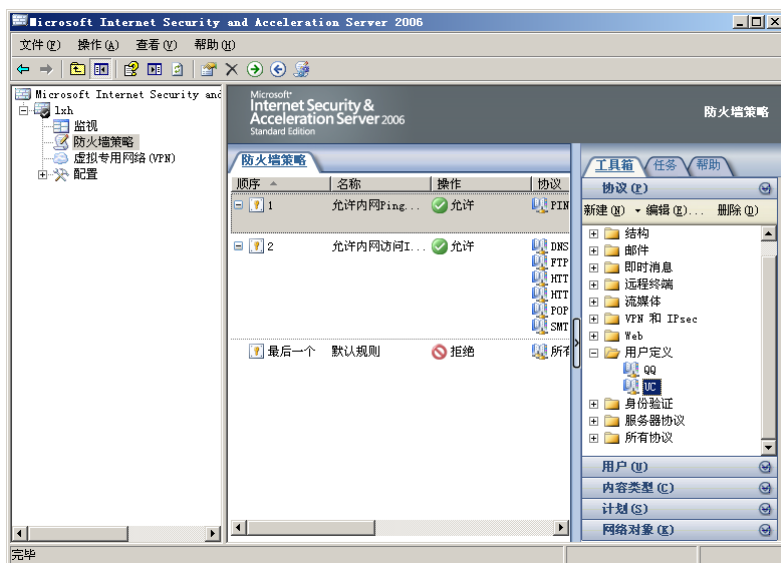 Microsoft Internet Security and Acceleration Server 2006
文件(F) 操作(A) 查看(V) 帮助(H)
Microsoft Internet Security and
lxh
监视
防火墙策略
虚拟专用网络(VPN)
配置
Microsoft
Internet Security &
Acceleration Server 2006
Standard Edition
防火墙策略
防火墙策略
顺序 名称 操作 协议
1 允许内网Ping... 允许 PIN
2 允许内网访问I... 允许 DNS
FTP
HTT
HTT
POP
SMT
最后一个 默认规则 拒绝 所有
工具箱 任务 帮助
协议(P)
新建(N) 编辑(E)... 删除(D)
结构
邮件
即时消息
远程终端
流媒体
VPN 和 IPsec
Web
用户定义
QQ
UC
身份验证
服务器协议
所有协议
用户(U)
内容类型(C)
计划(S)
网络对象(K)
完毕